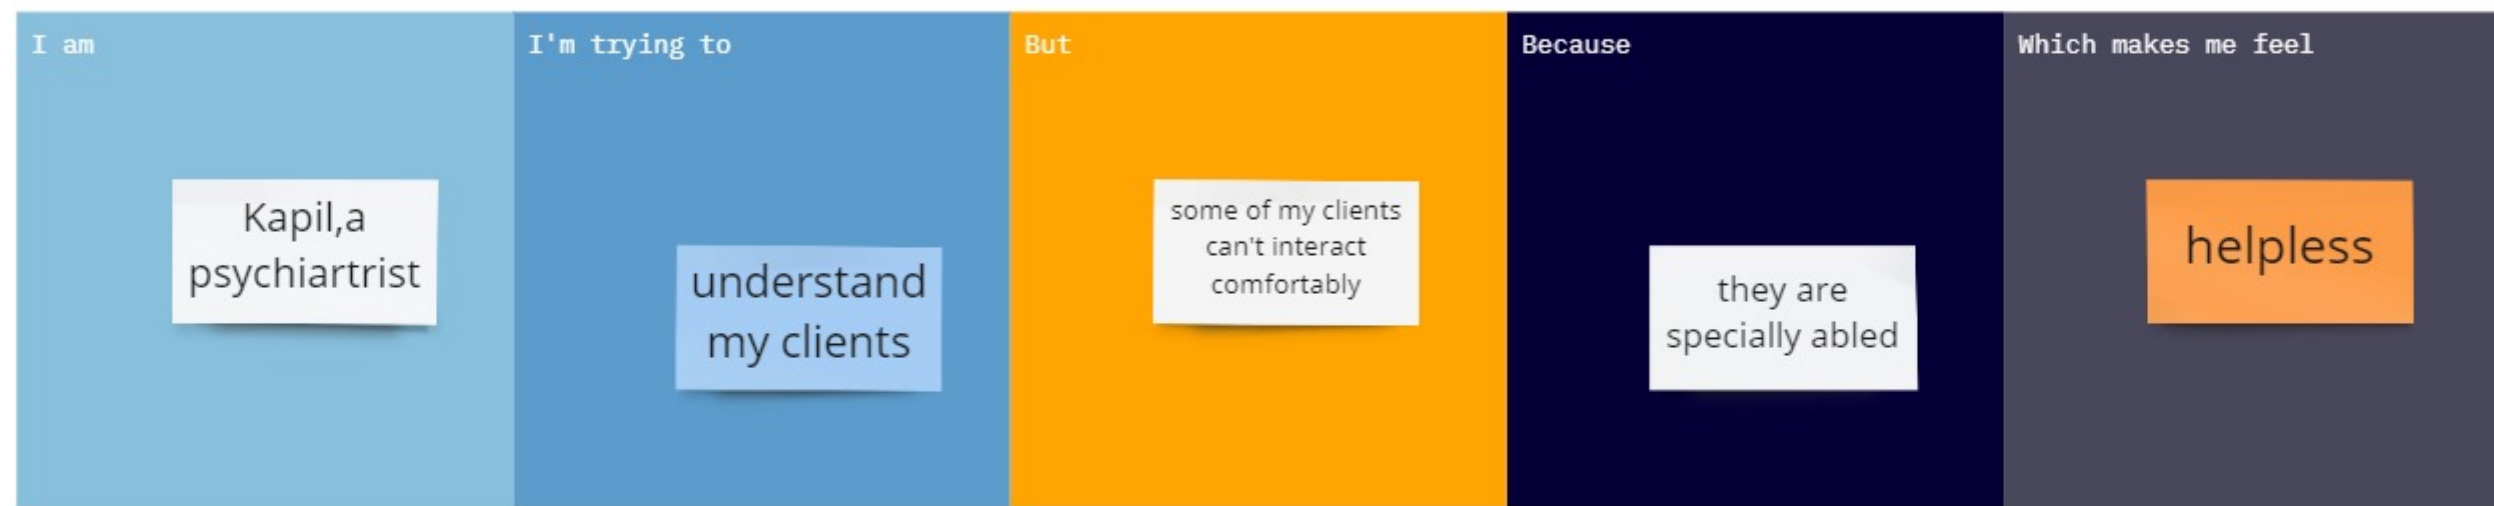 I am
Kapil,a
psychiartrist
I'm trying to
understand
my clients
But
some of my clients
can't interact
comfortably
Because
they are
specially abled
Which makes me feel
helpless